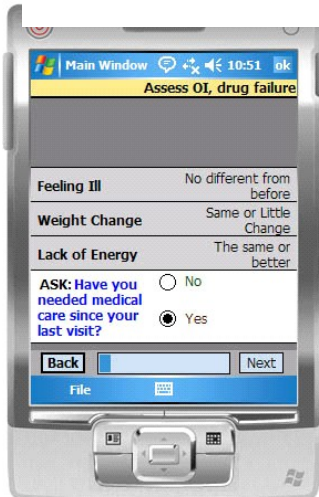 Main Window 10:51 ok
Assess OI, drug failure
Feeling Ill No different from
before
Weight Change Same or Little
Change
Lack of Energy The same or
better
ASK: Have you No
needed medical
care since your Yes
last visit?
Back Next
File